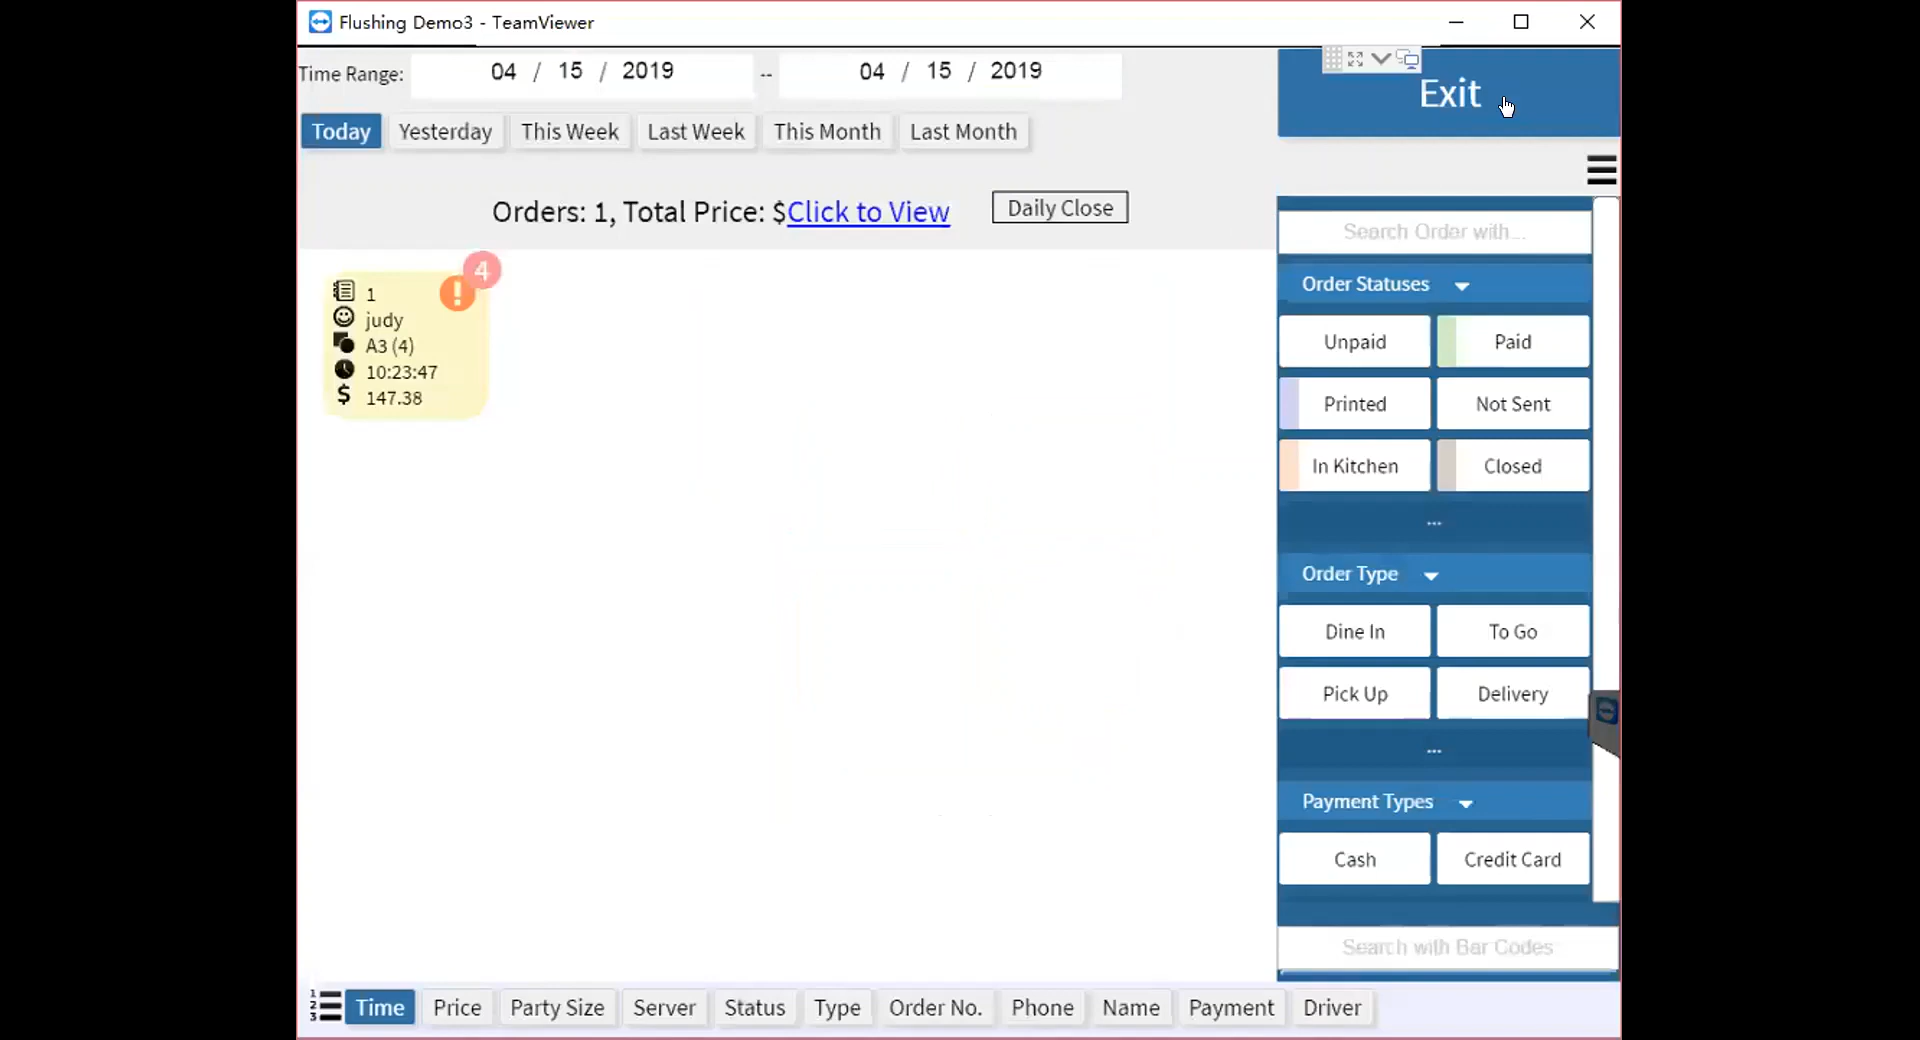 Flushing Demo3 - TeamViewer
Time Range: 04 / 15 / 2019 -- 04 / 15 / 2019
Exit
Today Yesterday This Week Last Week This Month Last Month
Orders: 1, Total Price: $Click to View Daily Close
4
1
judy
A3 (4)
10:23:47
$ 147.38
Search Order with...
Order Statuses
Unpaid Paid
Printed Not Sent
In Kitchen Closed
...
Order Type
Dine In To Go
Pick Up Delivery
...
Payment Types
Cash Credit Card
Search with Bar Codes
Time Price Party Size Server Status Type Order No. Phone Name Payment Driver